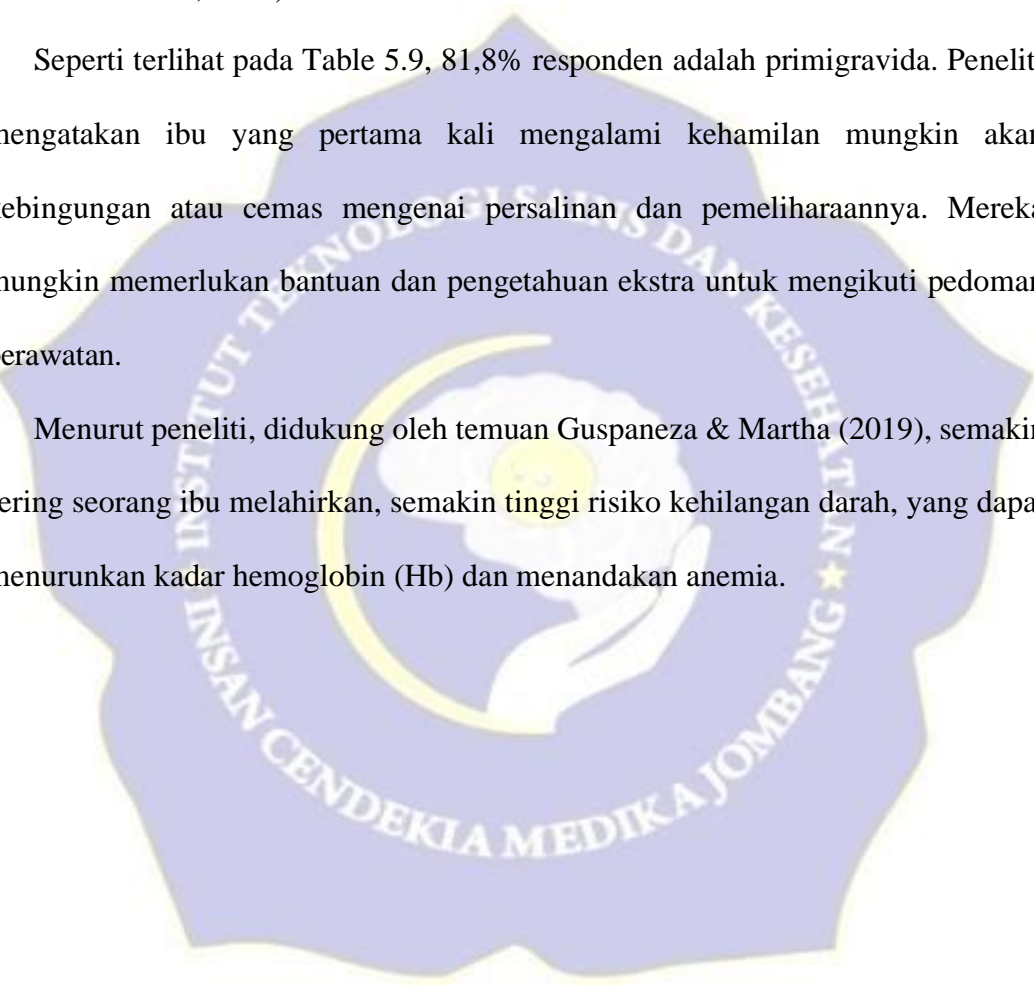 Seperti terlihat pada Table 5.9, 81,8% responden adalah primigravida. Penelit
mengatakan ibu yang pertama kali mengalami kehamilan mungkin akan
kebingungan atau cemas mengenai persalinan dan pemeliharaannya. Mereka
mungkin memerlukan bantuan dan pengetahuan ekstra untuk mengikuti pedoman
perawatan.
Menurut peneliti, didukung oleh temuan Guspaneza & Martha (2019), semakin
sering seorang ibu melahirkan, semakin tinggi risiko kehilangan darah, yang dapat
menurunkan kadar hemoglobin (Hb) dan menandakan anemia.
INSTITUT TEKNOLOGI SAINS DAN KESEHATAN
INSAN CENDEKIA MEDIKA JOMBANG